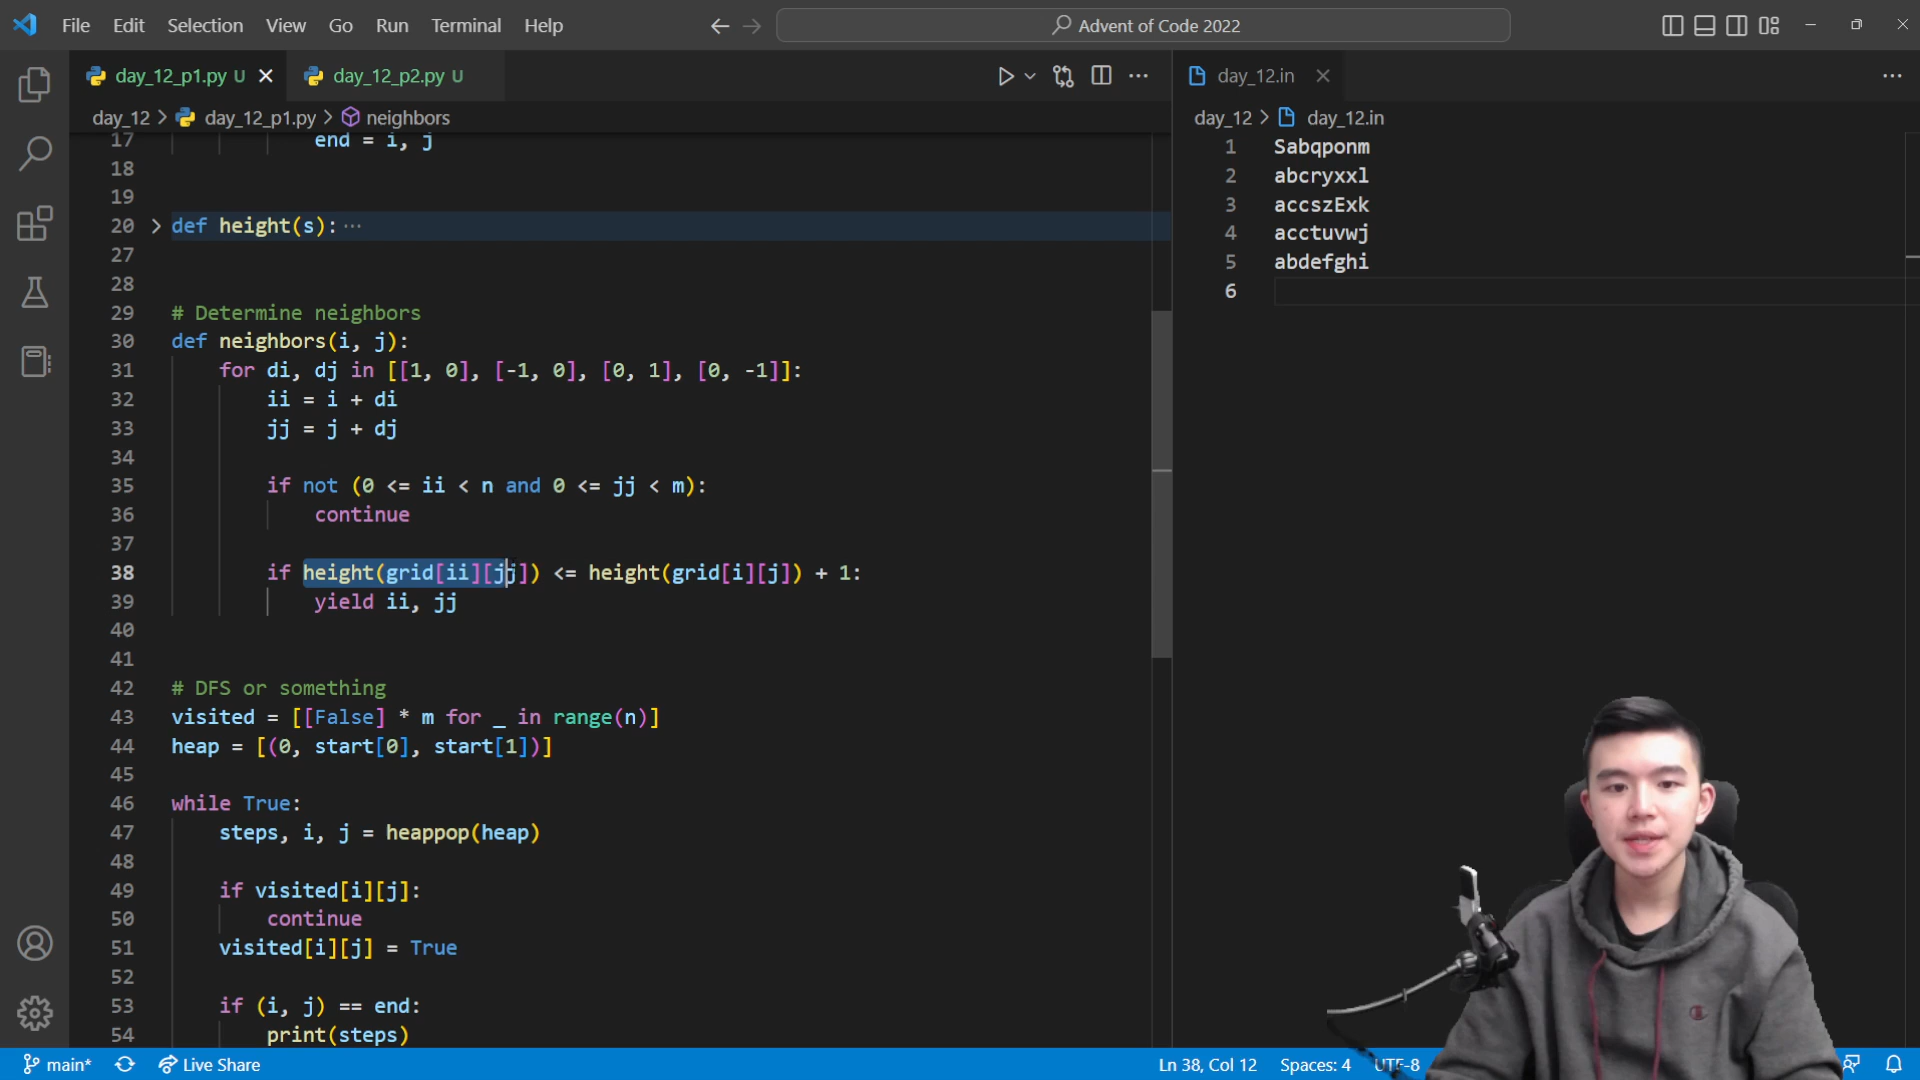 File Edit Selection View Go Run Terminal Help
Advent of Code 2022
day_12_p1.py U
day_12_p2.py U
day_12.in
day_12 > day_12_p1.py > neighbors
day_12 > day_12.in
17 end = i, j
18
19
20 def height(s): ···
27
28
29 # Determine neighbors
30 def neighbors(i, j):
31 for di, dj in [[1, 0], [-1, 0], [0, 1], [0, -1]]:
32 ii = i + di
33 jj = j + dj
34
35 if not (0 <= ii < n and 0 <= jj < m):
36 continue
37
38 if height(grid[ii][jj]) <= height(grid[i][j]) + 1:
39 yield ii, jj
40
41
42 # DFS or something
43 visited = [[False] * m for _ in range(n)]
44 heap = [(0, start[0], start[1])]
45
46 while True:
47 steps, i, j = heappop(heap)
48
49 if visited[i][j]:
50 continue
51 visited[i][j] = True
52
53 if (i, j) == end:
54 print(steps)
1 Sabqponm
2 abcryxxl
3 accszExk
4 acctuvwj
5 abdefghi
6
main* Live Share
Ln 38, Col 12 Spaces: 4 UTF-8